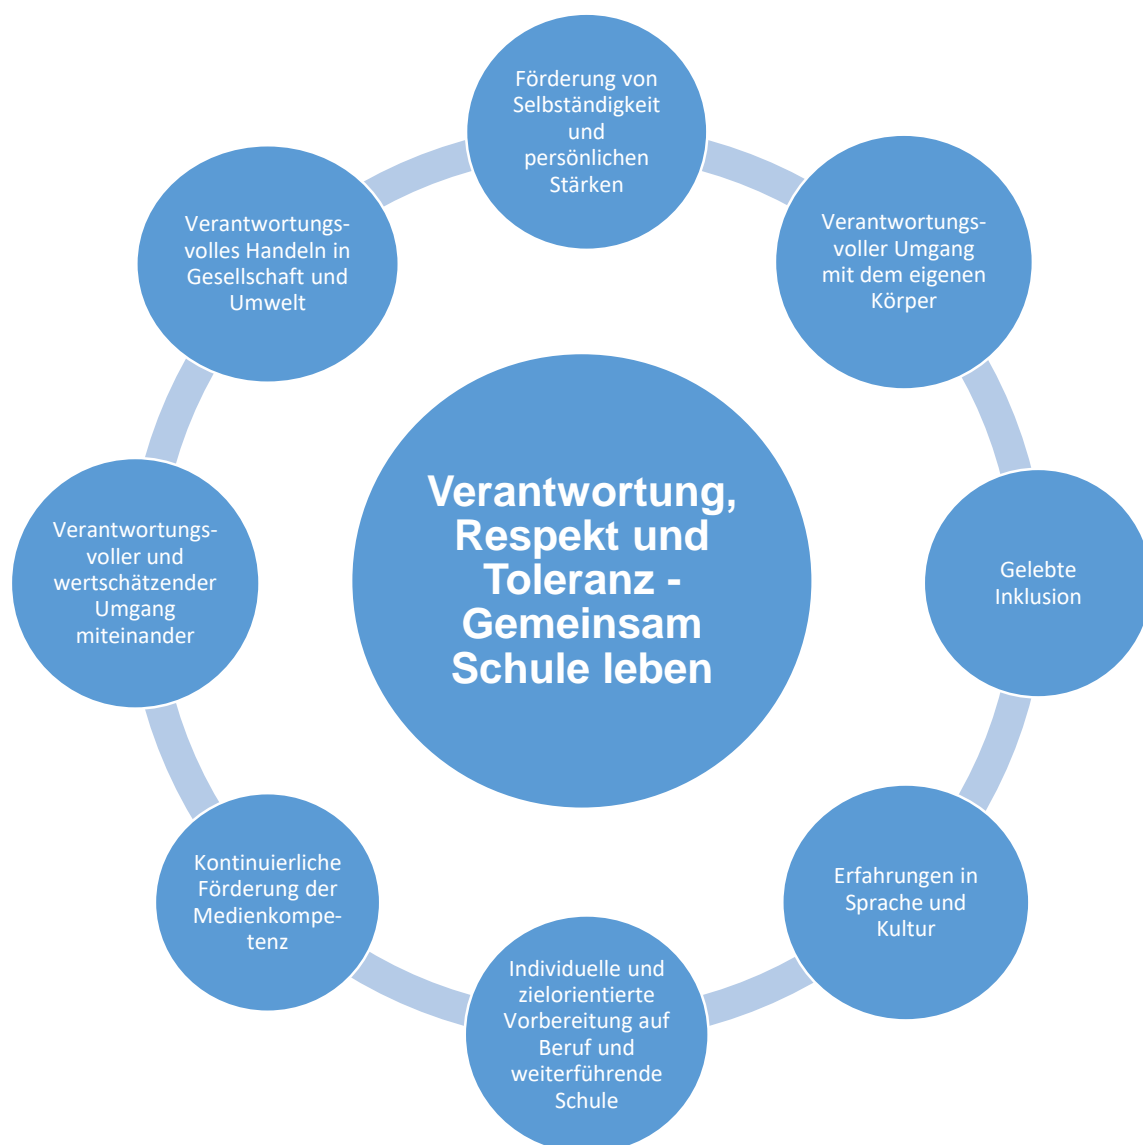 Förderung von
Selbständigkeit
und
persönlichen
Stärken
Verantwortungs-
voller Umgang
mit dem eigenen
Körper
Gelebte
Inklusion
Erfahrungen in
Sprache und
Kultur
Individuelle und
zielorientierte
Vorbereitung auf
Beruf und
weiterführende
Schule
Kontinuierliche
Förderung der
Medienkompe-
tenz
Verantwortungs-
voller und
wertschätzender
Umgang
miteinander
Verantwortungs-
volles Handeln in
Gesellschaft und
Umwelt
Verantwortung,
Respekt und
Toleranz -
Gemeinsam
Schule leben